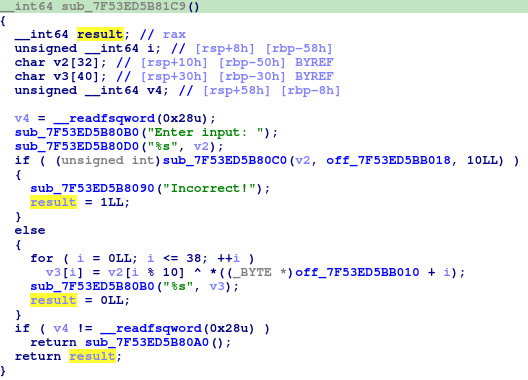 __int64 sub_7F53ED5B81C9()
{
  __int64 result; // rax
  unsigned __int64 i; // [rsp+8h] [rbp-58h]
  char v2[32]; // [rsp+10h] [rbp-50h] BYREF
  char v3[40]; // [rsp+30h] [rbp-30h] BYREF
  unsigned __int64 v4; // [rsp+58h] [rbp-8h]

  v4 = __readfsqword(0x28u);
  sub_7F53ED5B80B0("Enter input: ");
  sub_7F53ED5B80D0("%s", v2);
  if ( (unsigned int)sub_7F53ED5B80C0(v2, off_7F53ED5BB018, 10LL) )
  {
    sub_7F53ED5B8090("Incorrect!");
    result = 1LL;
  }
  else
  {
    for ( i = 0LL; i <= 38; ++i )
      v3[i] = v2[i % 10] ^ *((_BYTE *)off_7F53ED5BB010 + i);
    sub_7F53ED5B80B0("%s", v3);
    result = 0LL;
  }
  if ( v4 != __readfsqword(0x28u) )
    return sub_7F53ED5B80A0();
  return result;
}